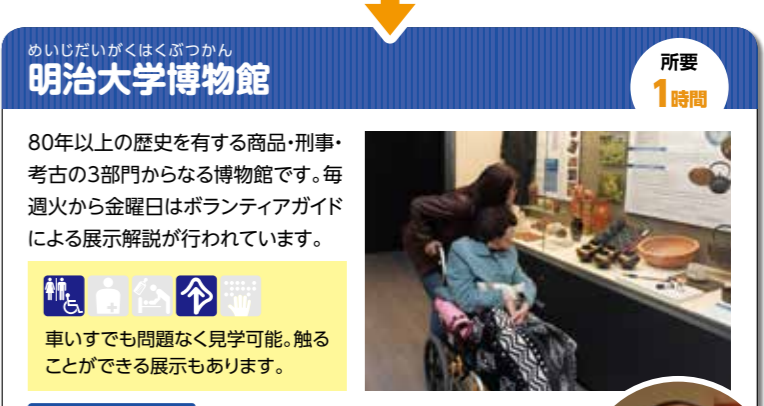 めいじだいがくはくぶつかん
明治大学博物館
所要
1時間
80年以上の歴史を有する商品・刑事・
考古の3部門からなる博物館です。毎
週火から金曜日はボランティアガイド
による展示解説が行われています。
車いすでも問題なく見学可能。触る
ことができる展示もあります。